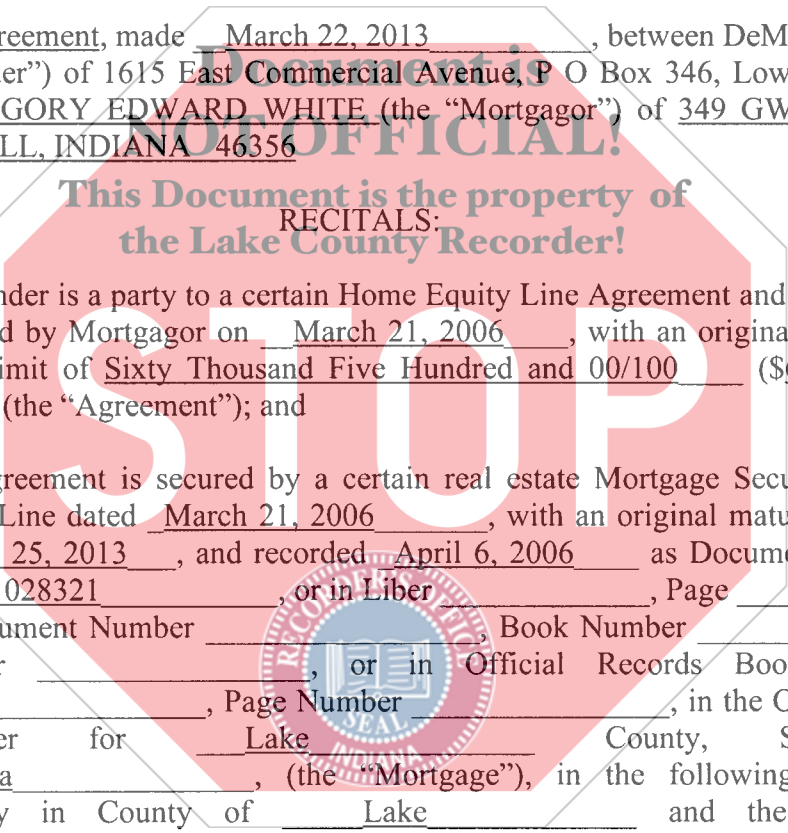 reement, made March 22, 2013, between DeM
er”) of 1615 East Commercial Avenue, P O Box 346, Low
GORY EDWARD WHITE (the “Mortgagor”) of 349 GW
LL, INDIANA 46356
Document is
NOT OFFICIAL!
This Document is the property of
the Lake County Recorder!
RECITALS:
nder is a party to a certain Home Equity Line Agreement and
d by Mortgagor on March 21, 2006, with an origina
imit of Sixty Thousand Five Hundred and 00/100 ($
(the “Agreement”); and
STOP
greement is secured by a certain real estate Mortgage Secu
Line dated March 21, 2006, with an original matu
25, 2013, and recorded April 6, 2006 as Docume
028321, or in Liber , Page
ument Number , Book Number
, or in Official Records Boo
, Page Number , in the O
er for Lake County, S
a , (the “Mortgage”), in the following
y in County of Lake and the
RECORDER'S OFFICE
SEAL
INDIANA